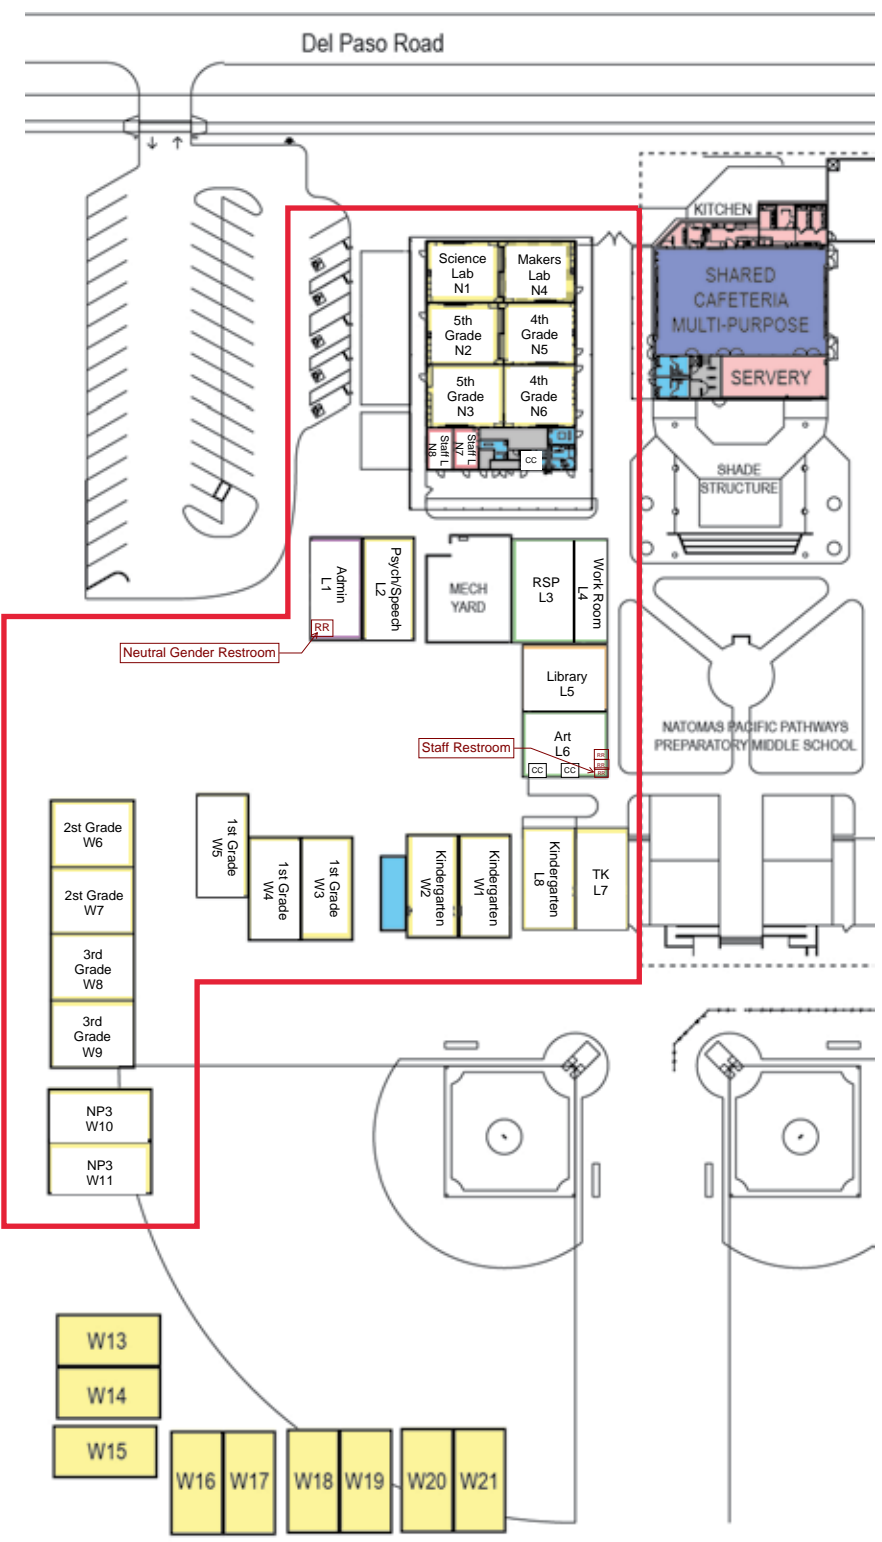 Del Paso Road
KITCHEN
SHARED
CAFETERIA
MULTI-PURPOSE
SERVERY
SHADE
STRUCTURE
Science
Lab
N1
Makers
Lab
N4
5th
Grade
N2
4th
Grade
N5
5th
Grade
N3
4th
Grade
N6
Staff L
N8
Staff L
N7
CC
Admin
L1
RR
Psych/Speech
L2
MECH
YARD
RSP
L3
Work Room
L4
Neutral Gender Restroom
Library
L5
Art
L6
Staff Restroom
CC
CC
RR
RR
RR
NATOMAS PACIFIC PATHWAYS
PREPARATORY MIDDLE SCHOOL
2st Grade
W6
2st Grade
W7
3rd
Grade
W8
3rd
Grade
W9
1st Grade
W5
1st Grade
W4
1st Grade
W3
Kindergarten
W2
Kindergarten
W1
Kindergarten
L8
TK
L7
NP3
W10
NP3
W11
W13
W14
W15
W16
W17
W18
W19
W20
W21